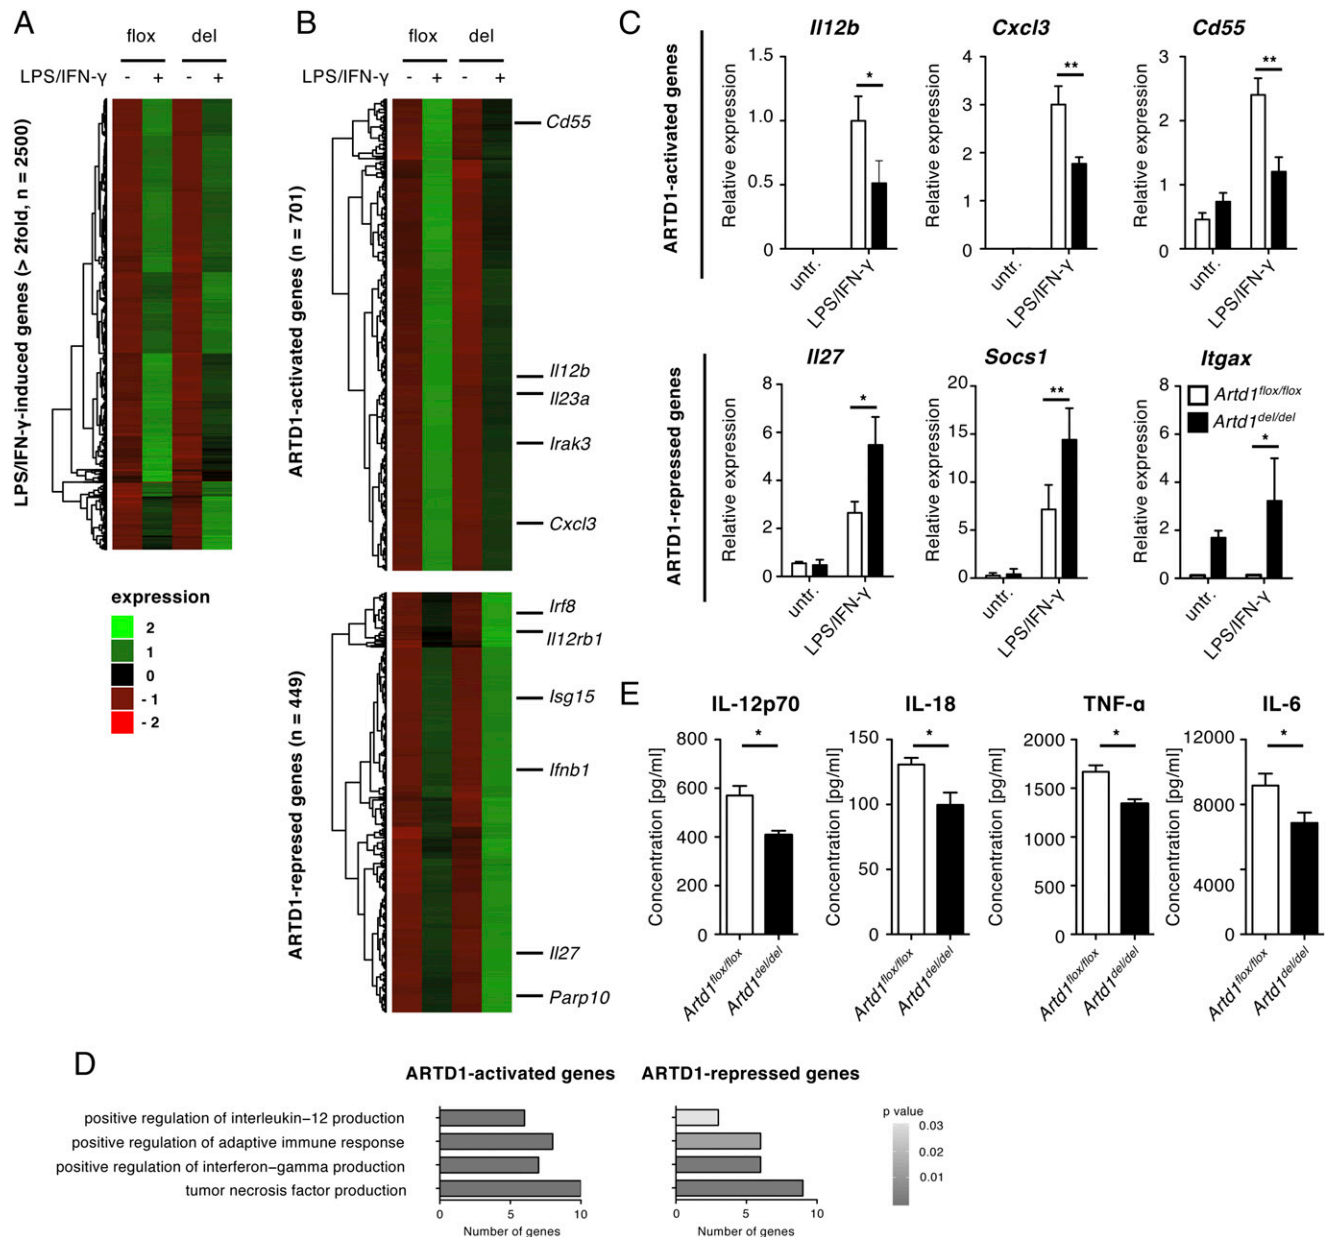 A
flox del
LPS/IFN-γ - + - +
LPS/IFN-γ-induced genes (> 2fold, n = 2500)
expression
2
1
0
- 1
- 2
B
flox del
LPS/IFN-γ - + - +
ARTD1-activated genes (n = 701)
Cd55
Il12b
Il23a
Irak3
Cxcl3
ARTD1-repressed genes (n = 449)
Irf8
Il12rb1
Isg15
Ifnb1
Il27
Parp10
C
ARTD1-activated genes
Il12b
Relative expression
1.5
1.0
0.5
0
*
untr.
LPS/IFN-γ
Cxcl3
Relative expression
4
3
2
1
0
**
untr.
LPS/IFN-γ
Cd55
Relative expression
3
2
1
0
**
untr.
LPS/IFN-γ
ARTD1-repressed genes
Il27
Relative expression
8
6
4
2
0
*
untr.
LPS/IFN-γ
Socs1
Relative expression
20
15
10
5
0
**
untr.
LPS/IFN-γ
Itgax
Relative expression
8
6
4
2
0
Artd1flox/flox
Artd1del/del
*
untr.
LPS/IFN-γ
E
IL-12p70
Concentration [pg/ml]
800
600
400
200
0
*
Artd1flox/flox
Artd1del/del
IL-18
Concentration [pg/ml]
150
100
50
0
*
Artd1flox/flox
Artd1del/del
TNF-α
Concentration [pg/ml]
2000
1500
1000
500
0
*
Artd1flox/flox
Artd1del/del
IL-6
Concentration [pg/ml]
12000
8000
4000
0
*
Artd1flox/flox
Artd1del/del
D
ARTD1-activated genes ARTD1-repressed genes
positive regulation of interleukin−12 production
positive regulation of adaptive immune response
positive regulation of interferon−gamma production
tumor necrosis factor production
0 5 10
Number of genes
0 5 10
Number of genes
p value
0.03
0.02
0.01